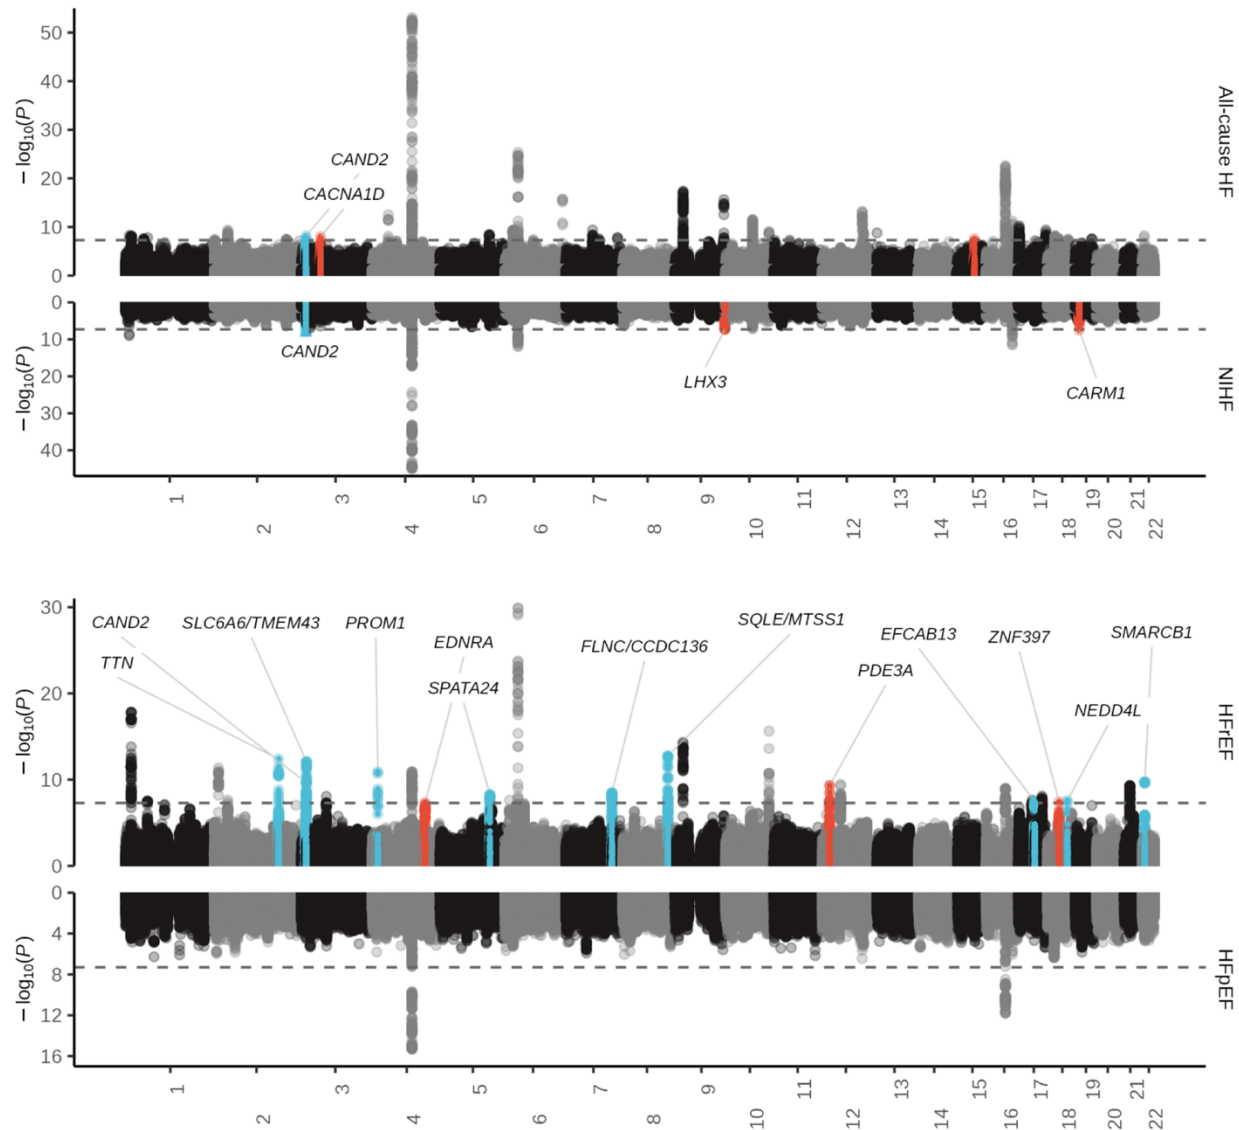 50
40
30
20
10
0
− log10(P)
All-cause HF
CAND2
CACNA1D
0
10
20
30
40
− log10(P)
NIHF
CAND2
LHX3
CARM1
1
2
3
4
5
6
7
8
9
10
11
12
13
14
15
16
17
18
19
20
21
22
30
20
10
0
− log10(P)
HFrEF
CAND2
SLC6A6/TMEM43
PROM1
TTN
EDNRA
SPATA24
FLNC/CCDC136
SQLE/MTSS1
EFCAB13
ZNF397
SMARCB1
PDE3A
NEDD4L
0
4
8
12
16
− log10(P)
HFpEF
1
2
3
4
5
6
7
8
9
10
11
12
13
14
15
16
17
18
19
20
21
22